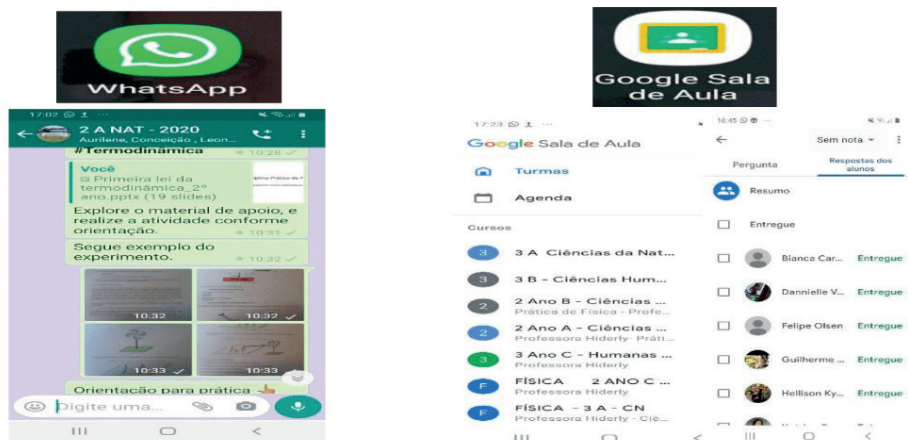 WhatsApp
17:02
2 A NAT - 2020
Aurilene, Conceição , Leon...
#Termodinâmica
10:28
Você
Primeira lei da
termodinâmica_2º
ano.pptx (19 slides)
Explore o material de apoio, e
realize a atividade conforme
orientação.
10:31
Segue exemplo do
experimento.
10:32
10:32
10:32
10:33
10:33
Orientação para prática
Digite uma...
Google Sala
de Aula
17:23
Google Sala de Aula
Turmas
Agenda
Cursos
3 3 A Ciências da Nat...
3 3 B - Ciências Hum...
2 2 Ano B - Ciências ...
Prática de Física - Profe...
2 2 Ano A - Ciências ...
Professora Hiderly- Práti...
3 3 Ano C - Humanas ...
Professora Hiderly
F FÍSICA 2 ANO C ...
Professora Hiderly
F FÍSICA - 3 A - CN
Professora Hiderly - Ciê...
16:45
Sem nota
Pergunta
Respostas dos
alunos
Resumo
Entregue
Bianca Car... Entregue
Dannielle V... Entregue
Felipe Olsen Entregue
Guilherme ... Entregue
Hellison Ky... Entregue